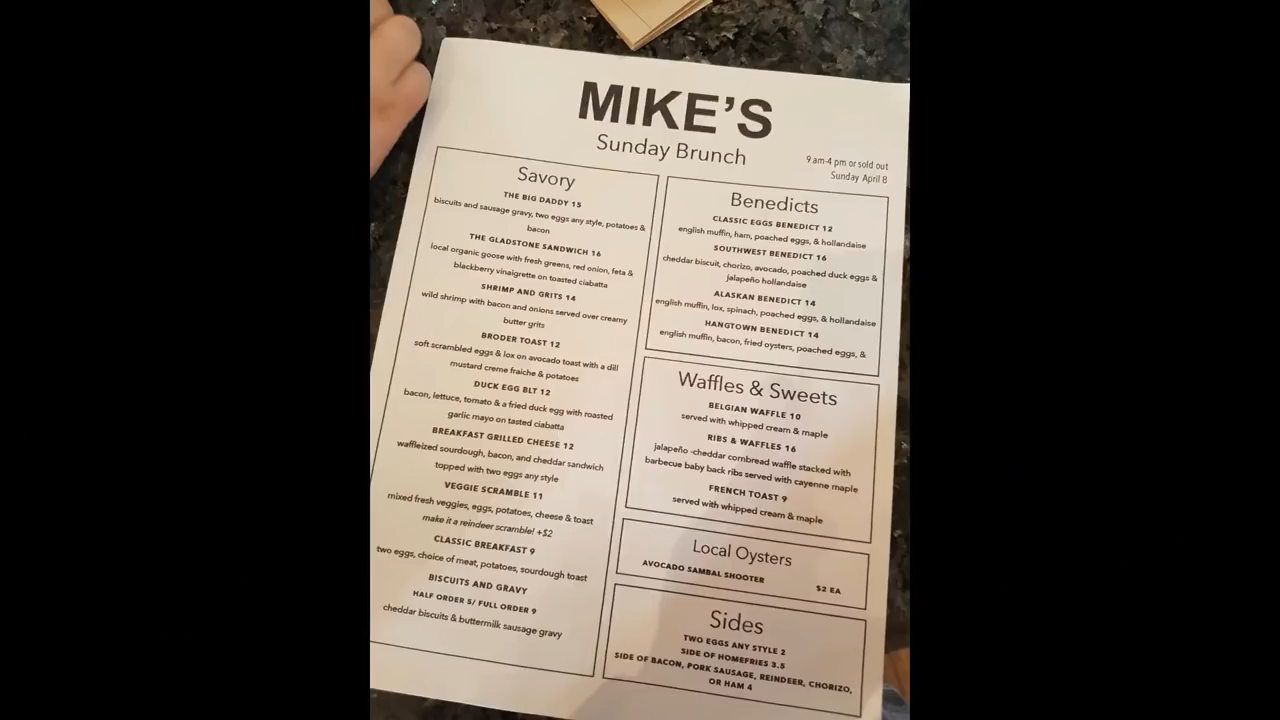 MIKE'S
Sunday Brunch
9 am-4 pm or sold out
Sunday April 8
Savory
THE BIG DADDY 15
biscuits and sausage gravy, two eggs any style, potatoes &
bacon
THE GLADSTONE SANDWICH 16
local organic goose with fresh greens, red onion, feta &
blackberry vinaigrette on toasted ciabatta
SHRIMP AND GRITS 14
wild shrimp with bacon and onions served over creamy
butter grits
BRODER TOAST 12
soft scrambled eggs & lox on avocado toast with a dill
mustard creme fraiche & potatoes
DUCK EGG BLT 12
bacon, lettuce, tomato & a fried duck egg with roasted
garlic mayo on tasted ciabatta
BREAKFAST GRILLED CHEESE 12
waffleized sourdough, bacon, and cheddar sandwich
topped with two eggs any style
VEGGIE SCRAMBLE 11
mixed fresh veggies, eggs, potatoes, cheese & toast
make it a reindeer scramble! +$2
CLASSIC BREAKFAST 9
two eggs, choice of meat, potatoes, sourdough toast
BISCUITS AND GRAVY
HALF ORDER 5/ FULL ORDER 9
cheddar biscuits & buttermilk sausage gravy
Benedicts
CLASSIC EGGS BENEDICT 12
english muffin, ham, poached eggs, & hollandaise
SOUTHWEST BENEDICT 16
cheddar biscuit, chorizo, avocado, poached duck eggs &
jalapeño hollandaise
ALASKAN BENEDICT 14
english muffin, lox, spinach, poached eggs, & hollandaise
HANGTOWN BENEDICT 14
english muffin, bacon, fried oysters, poached eggs, &
Waffles & Sweets
BELGIAN WAFFLE 10
served with whipped cream & maple
RIBS & WAFFLES 16
jalapeño -cheddar cornbread waffle stacked with
barbecue baby back ribs served with cayenne maple
FRENCH TOAST 9
served with whipped cream & maple
Local Oysters
AVOCADO SAMBAL SHOOTER $2 EA
Sides
TWO EGGS ANY STYLE 2
SIDE OF HOMEFRIES 3.5
SIDE OF BACON, PORK SAUSAGE, REINDEER, CHORIZO,
OR HAM 4